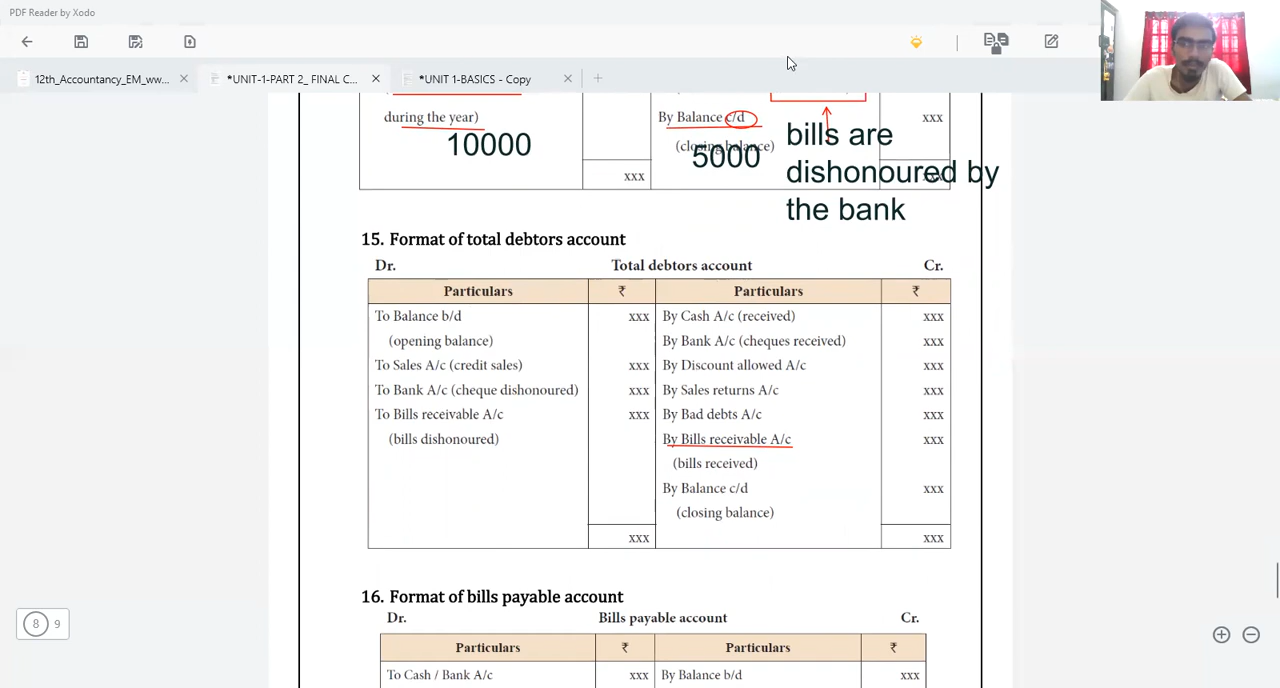 PDF Reader by Xodo
12th_Accountancy_EM_ww...
*UNIT-1-PART 2_ FINAL C...
*UNIT 1-BASICS - Copy
during the year)
10000
xxx
By Balance c/d
xxx
(closing balance)
5000
bills are
dishonoured by
the bank
15. Format of total debtors account
Dr. Total debtors account Cr.
Particulars ₹ Particulars ₹
To Balance b/d xxx By Cash A/c (received) xxx
(opening balance) By Bank A/c (cheques received) xxx
To Sales A/c (credit sales) xxx By Discount allowed A/c xxx
To Bank A/c (cheque dishonoured) xxx By Sales returns A/c xxx
To Bills receivable A/c xxx By Bad debts A/c xxx
(bills dishonoured) By Bills receivable A/c xxx
(bills received)
By Balance c/d xxx
(closing balance)
xxx xxx
16. Format of bills payable account
Dr. Bills payable account Cr.
Particulars ₹ Particulars ₹
To Cash / Bank A/c xxx By Balance b/d xxx
8 9